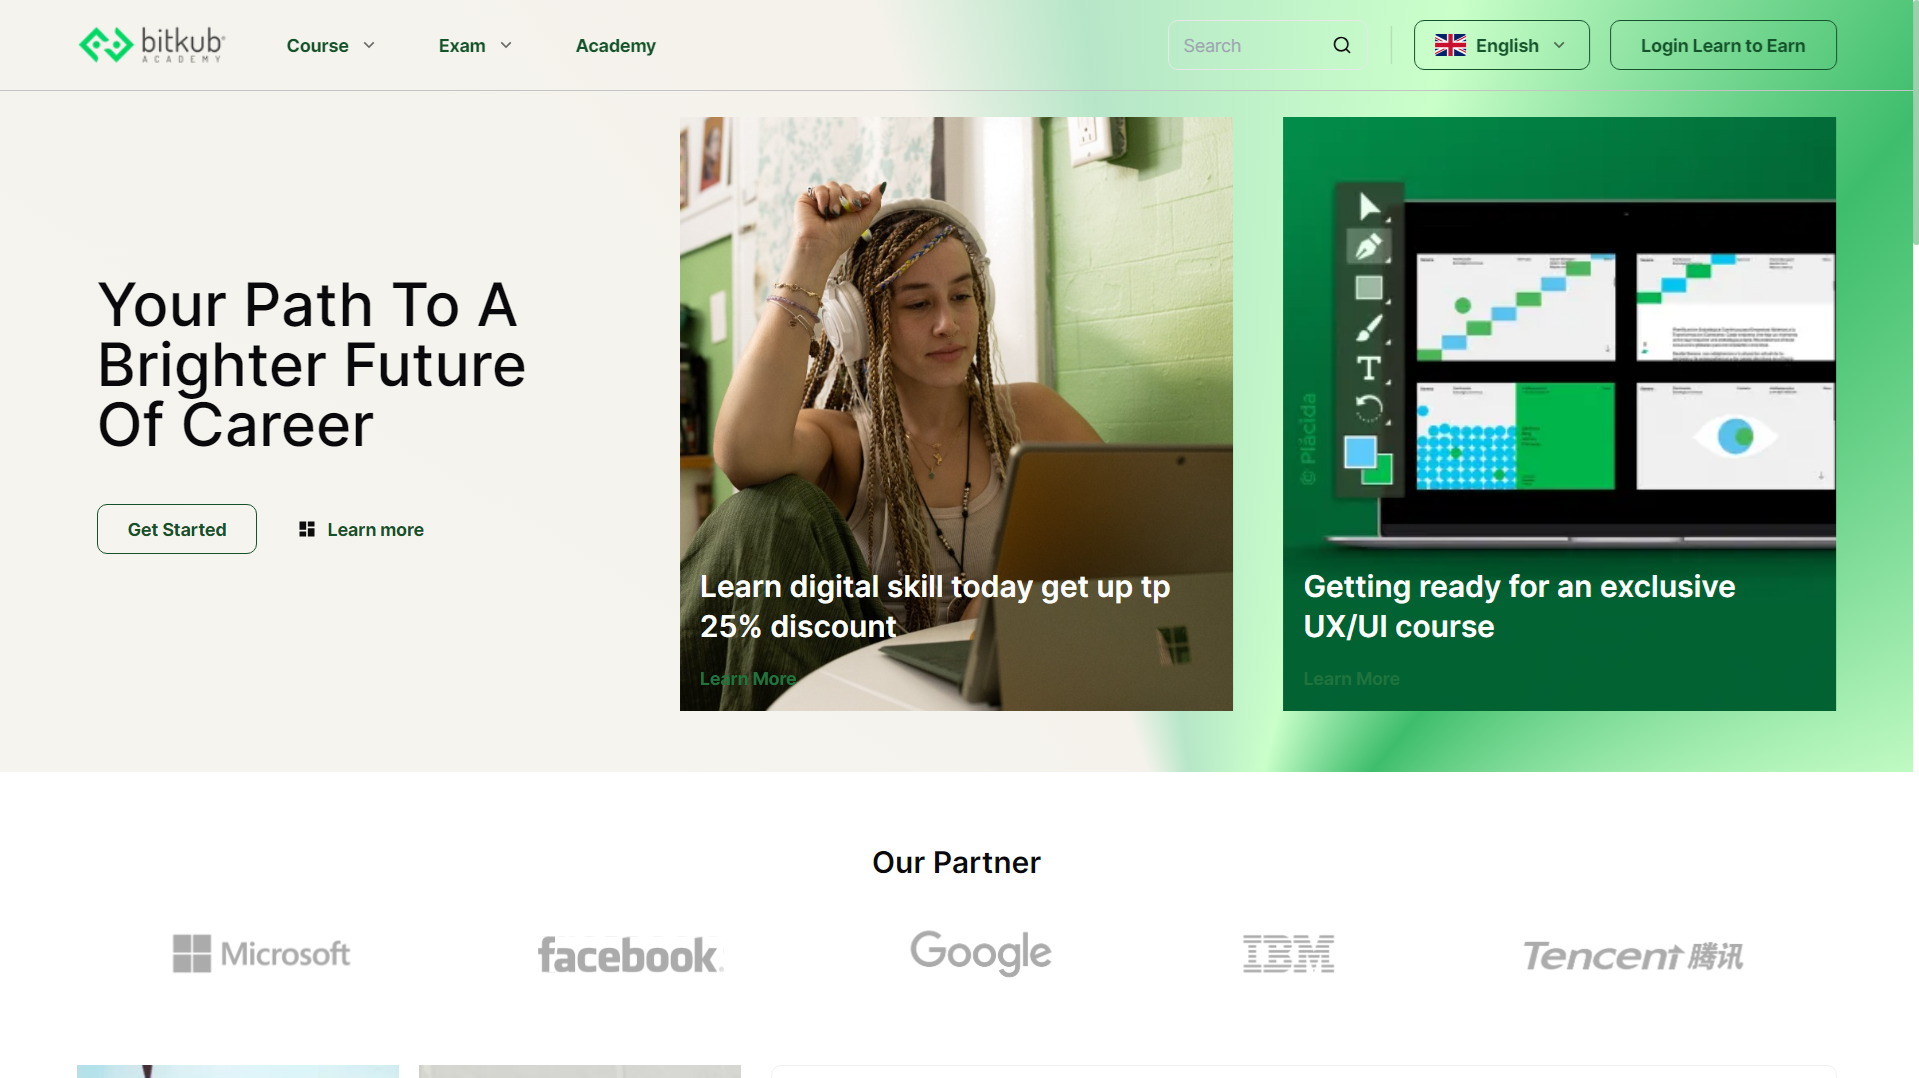 bitkub
ACADEMY
Course
Exam
Academy
Search
English
Login Learn to Earn
Your Path To A
Brighter Future
Of Career
Get Started
Learn more
Learn digital skill today get up tp
25% discount
Learn More
© Plácida
T
Getting ready for an exclusive
UX/UI course
Learn More
Our Partner
Microsoft
facebook
Google
IBM
Tencent 腾讯